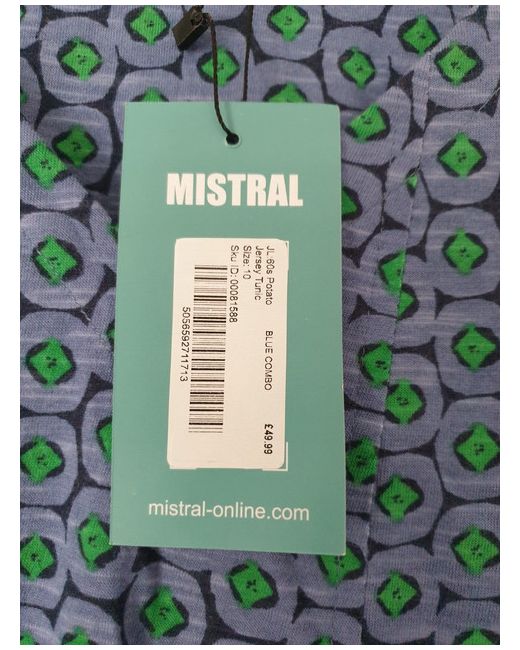 MISTRAL
JL 60s Potato
Jersey Tunic
Size: 10
Sku ID: 00081588
BLUE COMBO
£49.99
5056592711713
mistral-online.com